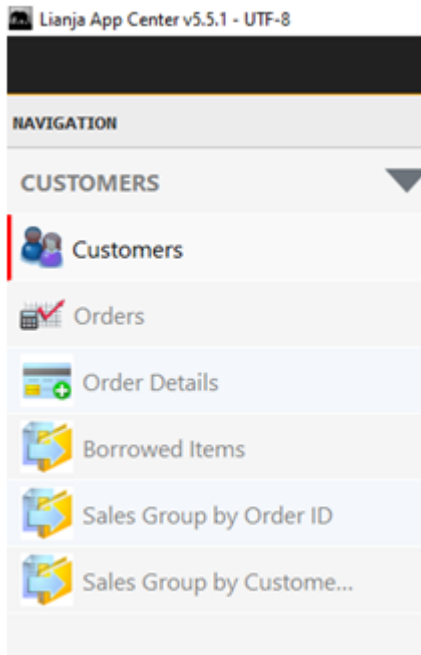 Lianja App Center v5.5.1 - UTF-8
NAVIGATION
CUSTOMERS
Customers
Orders
Order Details
Borrowed Items
Sales Group by Order ID
Sales Group by Custome...